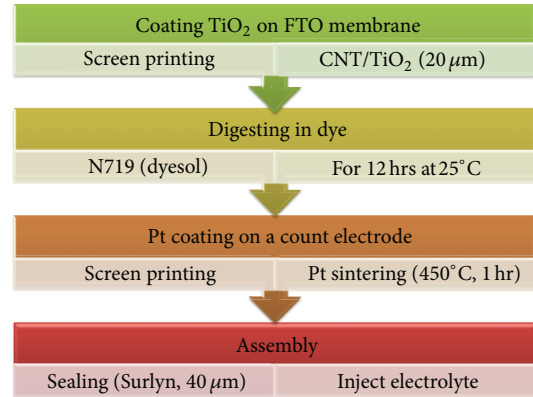 Coating TiO₂ on FTO membrane
Screen printing
CNT/TiO₂ (20 μm)
Digesting in dye
N719 (dyesol)
For 12 hrs at 25°C
Pt coating on a count electrode
Screen printing
Pt sintering (450°C, 1 hr)
Assembly
Sealing (Surlyn, 40 μm)
Inject electrolyte